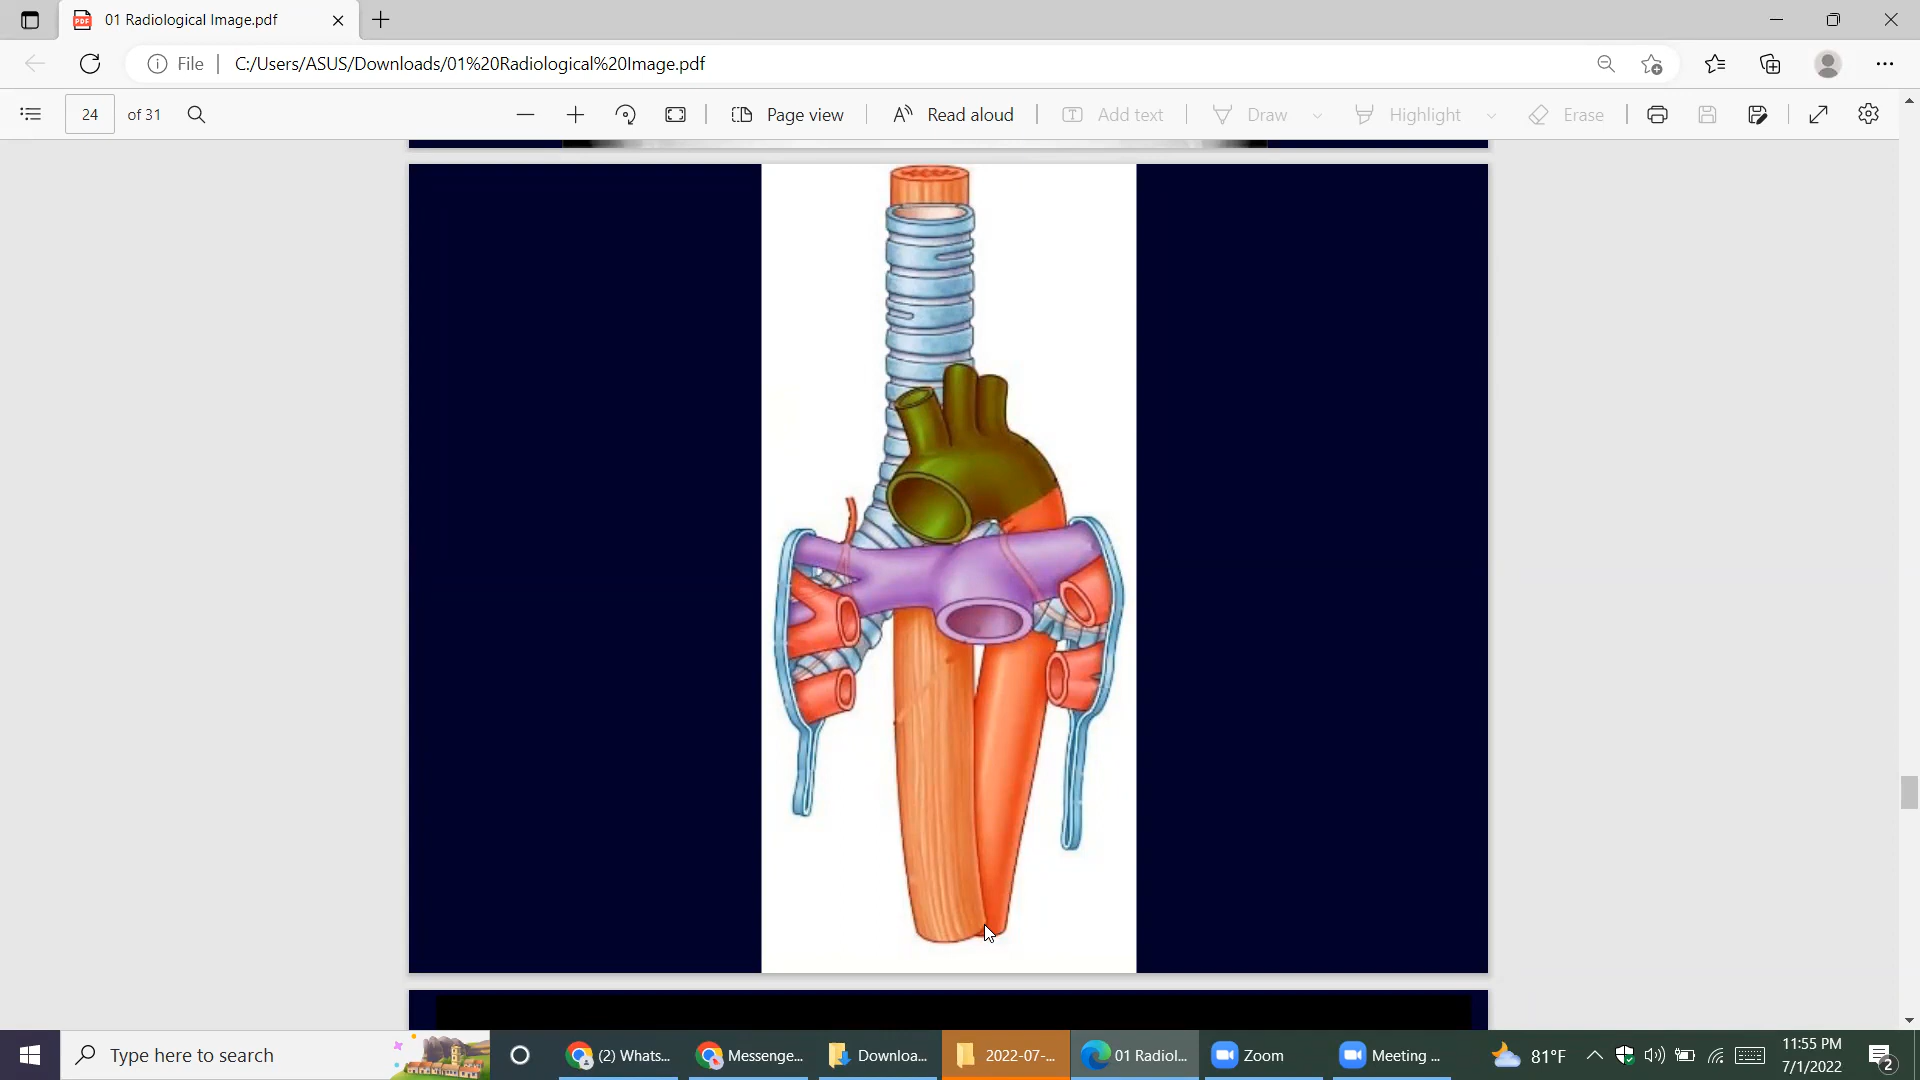 01 Radiological Image.pdf
File
C:/Users/ASUS/Downloads/01%20Radiological%20Image.pdf
24 of 31
Page view
Read aloud
Add text
Draw
Highlight
Erase
PDF
Type here to search
(2) Whats...
Messenge...
Downloa...
2022-07-...
01 Radiol...
Zoom
Meeting ...
81°F
11:55 PM
7/1/2022
2